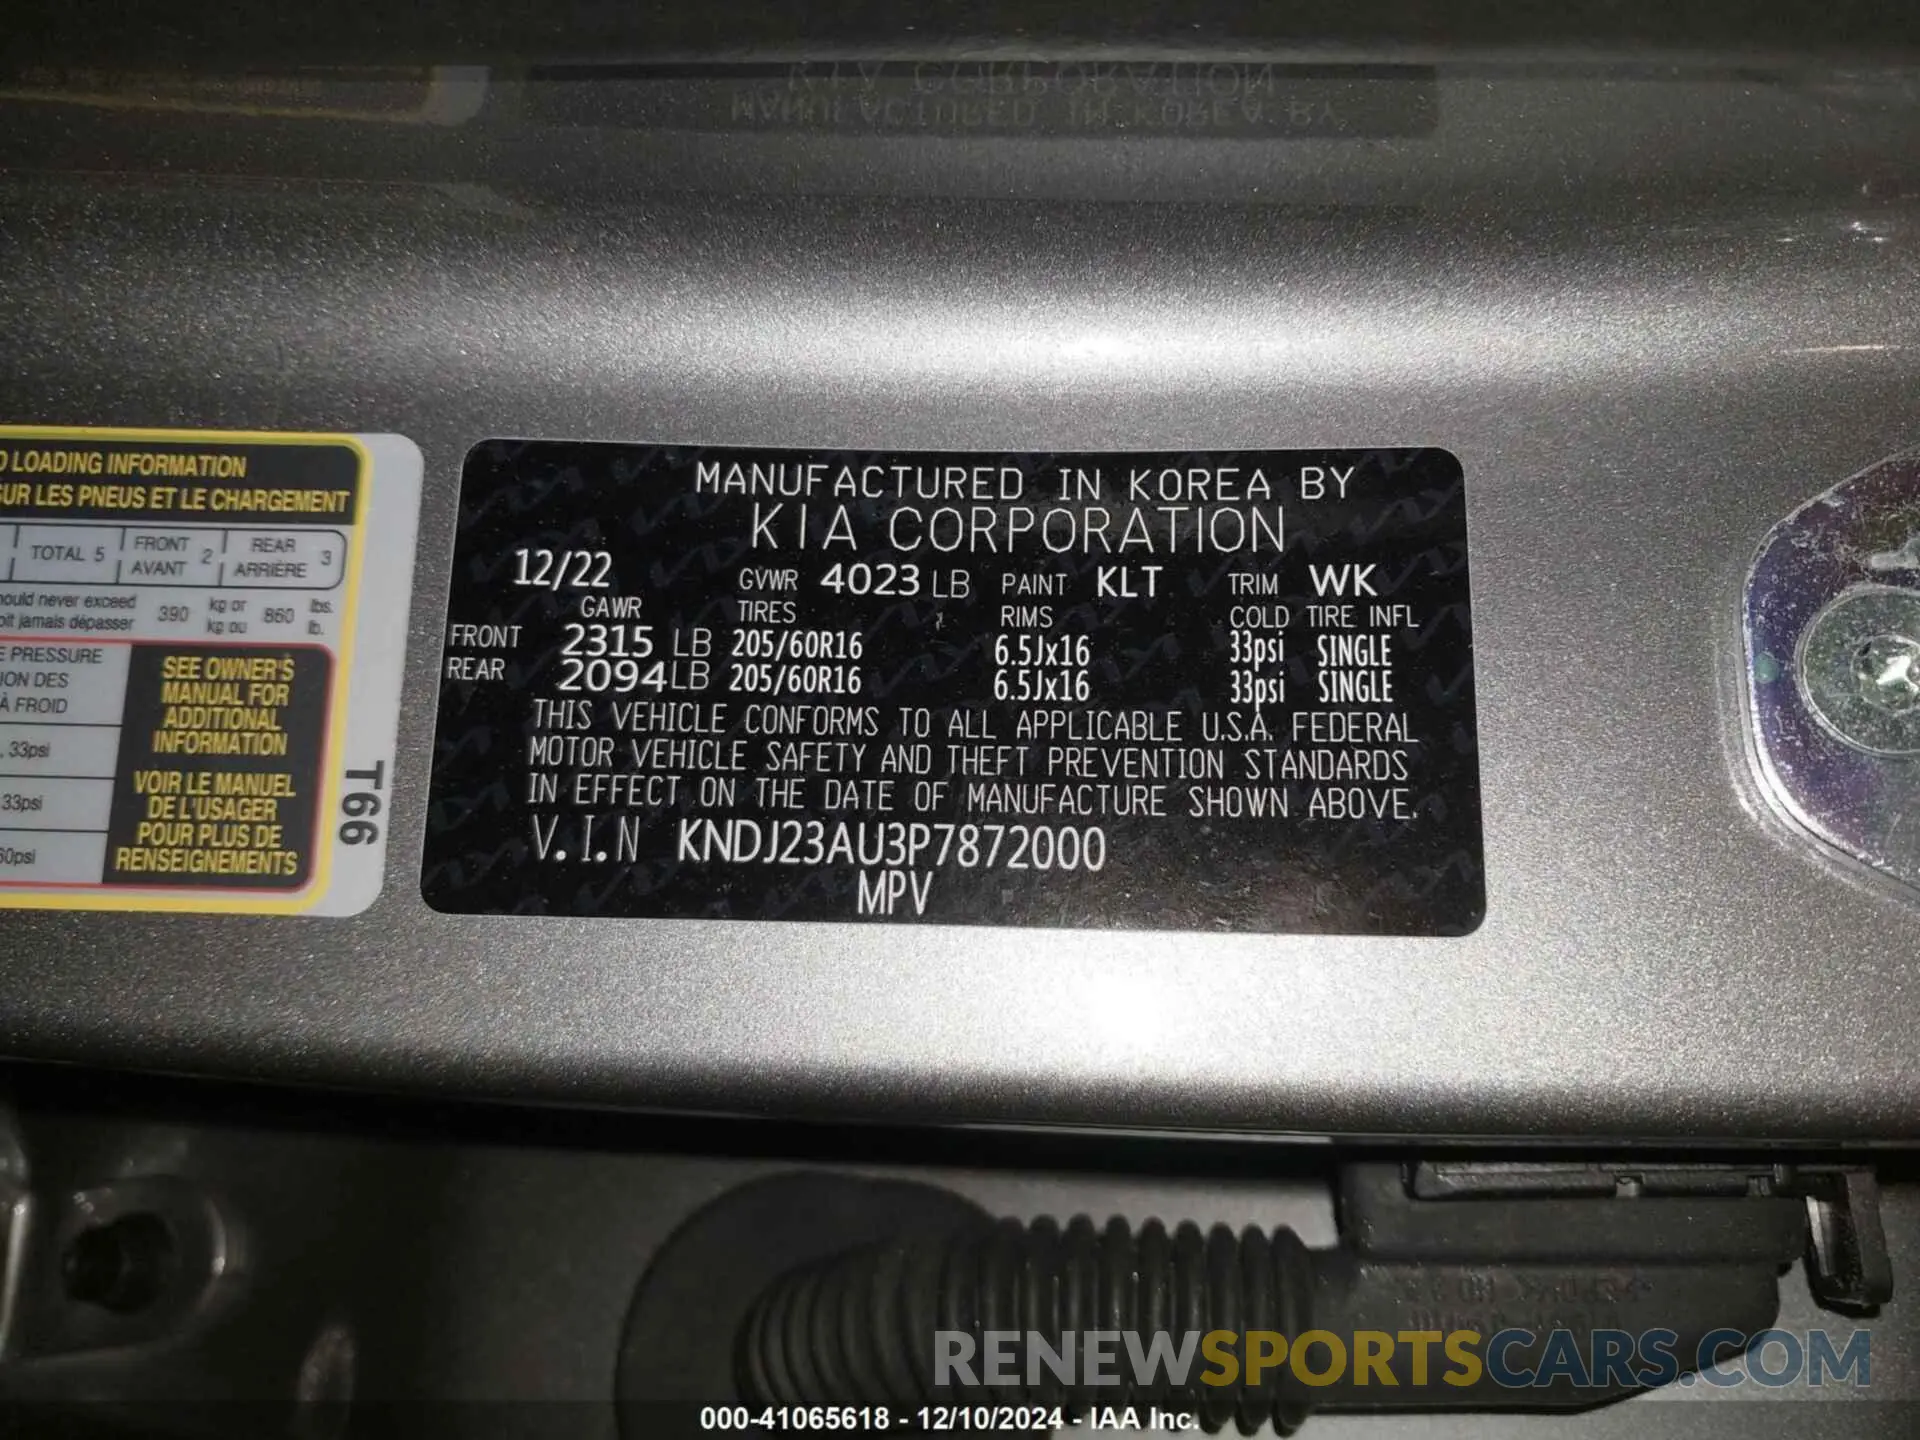 LOADING INFORMATION
SUR LES PNEUS ET LE CHARGEMENT
TOTAL 5 FRONT AVANT 2 REAR ARRIÈRE 3
should never exceed 390 kg or 860 lbs.
jamais dépasser kg ou lb.
PRESSURE
DES
À FROID
33psi
33psi
60psi
SEE OWNER'S
MANUAL FOR
ADDITIONAL
INFORMATION
VOIR LE MANUEL
DE L'USAGER
POUR PLUS DE
RENSEIGNEMENTS
T66
MANUFACTURED IN KOREA BY
KIA CORPORATION
12/22 GVWR 4023 LB PAINT KLT TRIM WK
GAWR TIRES RIMS COLD TIRE INFL
FRONT 2315 LB 205/60R16 6.5Jx16 33psi SINGLE
REAR 2094 LB 205/60R16 6.5Jx16 33psi SINGLE
THIS VEHICLE CONFORMS TO ALL APPLICABLE U.S.A. FEDERAL
MOTOR VEHICLE SAFETY AND THEFT PREVENTION STANDARDS
IN EFFECT ON THE DATE OF MANUFACTURE SHOWN ABOVE.
V.I.N KNDJ23AU3P7872000
MPV
RENEWSPORTSCARS.COM
000-41065618 - 12/10/2024 - IAA Inc.